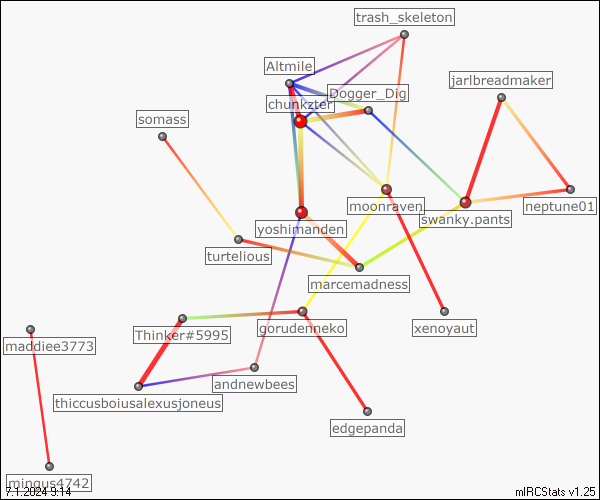 trash_skeleton
Altmile
jarlbreadmaker
Dogger_Dig
chunkzter
somass
moonraven
neptune01
swanky.pants
yoshimanden
turtelious
marcemadness
Thinker#5995
gorudenneko
xenoyaut
maddiee3773
andnewbees
thiccusboiusalexusjoneus
edgepanda
mingus4742
7.1.2024 9:14
mIRCStats v1.25